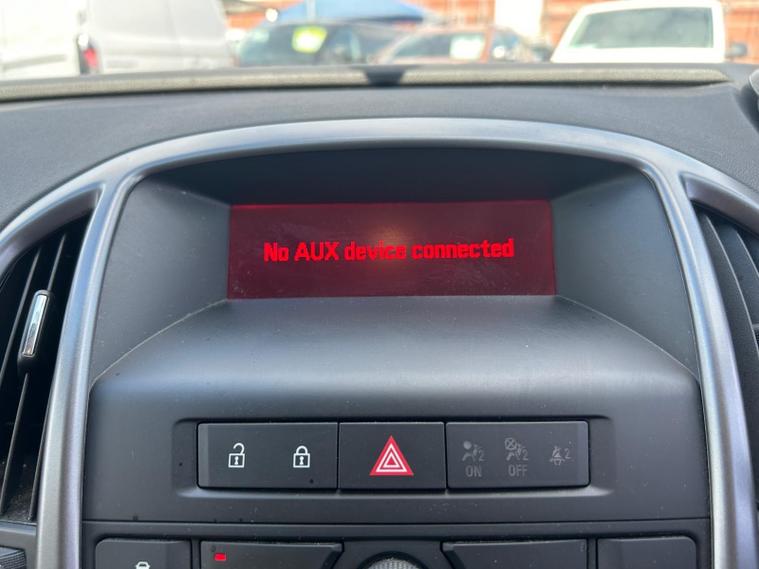 No AUX device connected
2 2 2
ON OFF